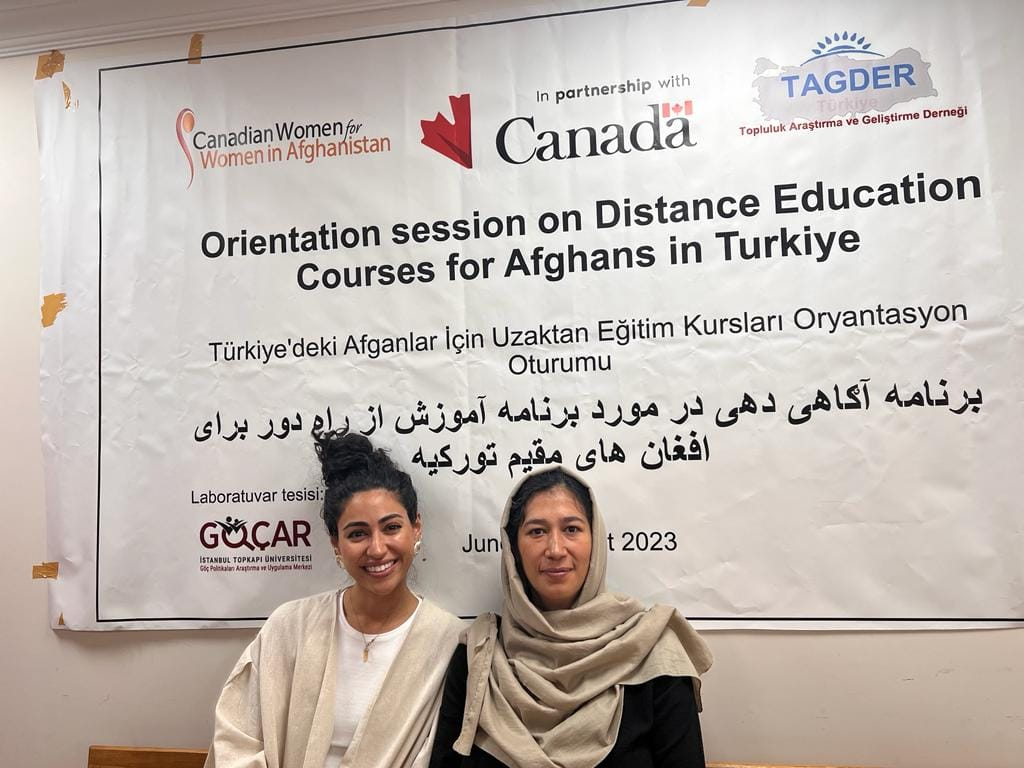 Canadian Women for
Women in Afghanistan
In partnership with
Canada
TAGDER
Türkiye
Topluluk Araştırma ve Geliştirme Derneği
Orientation session on Distance Education
Courses for Afghans in Turkiye
Türkiye'deki Afganlar İçin Uzaktan Eğitim Kursları Oryantasyon
Oturumu
برنامه آگاهی دهی در مورد برنامه آموزش از راه دور برای
افغان های مقیم تورکیه
Laboratuvar tesisi:
GÖÇAR
İSTANBUL TOPKAPI ÜNİVERSİTESİ
Göç Politikaları Araştırma ve Uygulama Merkezi
June 2023